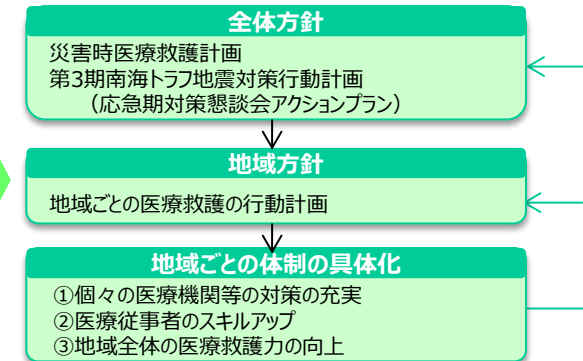 全体方針
災害時医療救護計画
第3期南海トラフ地震対策行動計画
（応急期対策懇談会アクションプラン）
地域方針
地域ごとの医療救護の行動計画
地域ごとの体制の具体化
①個々の医療機関等の対策の充実
②医療従事者のスキルアップ
③地域全体の医療救護力の向上